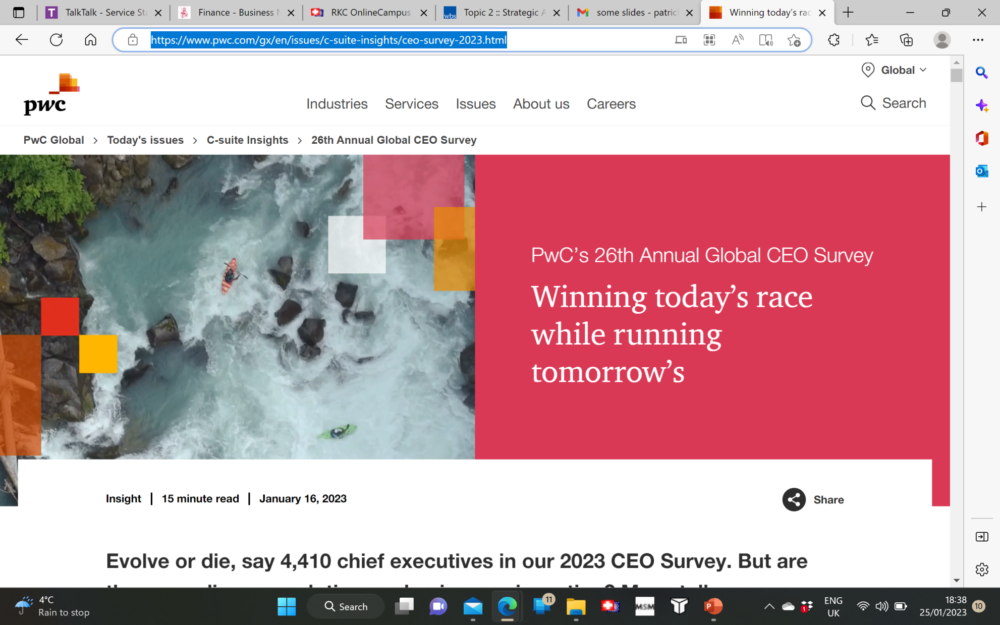 TalkTalk - Service Sta
Finance - Business N
RKC OnlineCampus
wbs
Topic 2 :: Strategic A
some slides - patric
Winning today's rac
https://www.pwc.com/gx/en/issues/c-suite-insights/ceo-survey-2023.html
Global
pwc
Industries
Services
Issues
About us
Careers
Search
PwC Global > Today's issues > C-suite Insights > 26th Annual Global CEO Survey
PwC’s 26th Annual Global CEO Survey
Winning today’s race
while running
tomorrow’s
Insight | 15 minute read | January 16, 2023
Share
Evolve or die, say 4,410 chief executives in our 2023 CEO Survey. But are
4°C
Rain to stop
Search
11
MSM
1
ENG
UK
18:38
25/01/2023
10